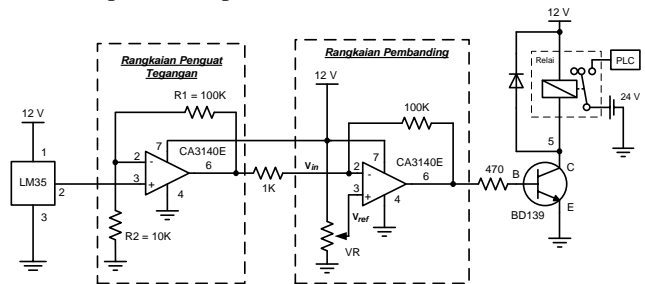 12 V
LM35
1
2
3
Rangkaian Penguat
Tegangan
R1 = 100K
2
3
-
+
7
CA3140E
6
4
R2 = 10K
1K
Rangkaian Pembanding
12 V
100K
Vin
2
3
-
+
7
CA3140E
6
4
Vref
VR
470
B
C
E
BD139
5
12 V
Relai
PLC
24 V